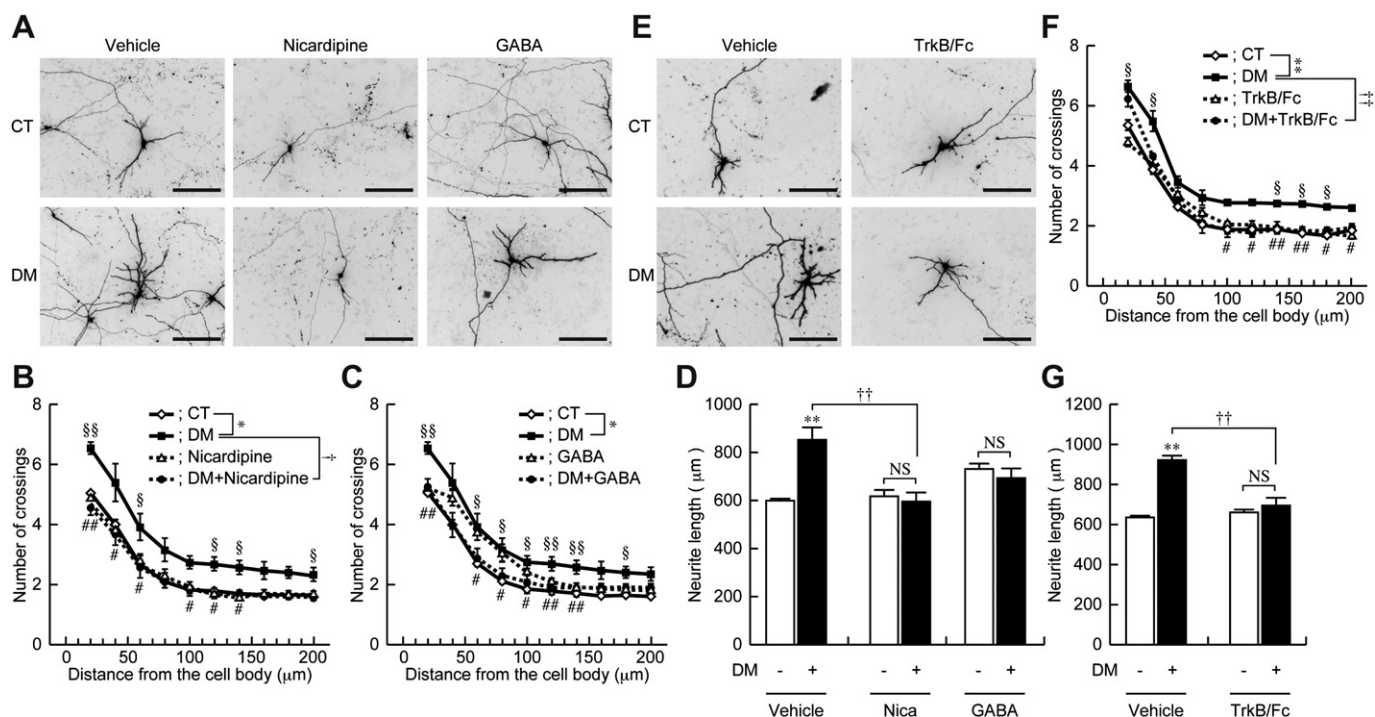 A
Vehicle Nicardipine GABA
CT
DM
E
Vehicle TrkB/Fc
CT
DM
F
8
6
4
2
0
Number of crossings
; CT
; DM
; TrkB/Fc
; DM+TrkB/Fc
**
‡
§
§
§ § §
# # ## ## # #
0 50 100 150 200
Distance from the cell body (μm)
B
8
6
4
2
0
Number of crossings
; CT
; DM
; Nicardipine
; DM+Nicardipine
*
†
§§
§
§ § §
##
#
#
# # #
0 50 100 150 200
Distance from the cell body (μm)
C
8
6
4
2
0
Number of crossings
; CT
; DM
; GABA
; DM+GABA
*
§§
§
§
§ §§ §§ §
##
#
# # ## ##
0 50 100 150 200
Distance from the cell body (μm)
D
1000
800
600
400
200
0
Neurite length ( μm)
**
††
NS
NS
DM - + - + - +
Vehicle Nica GABA
G
1200
1000
800
600
400
200
0
Neurite length ( μm)
**
††
NS
DM - + - +
Vehicle TrkB/Fc